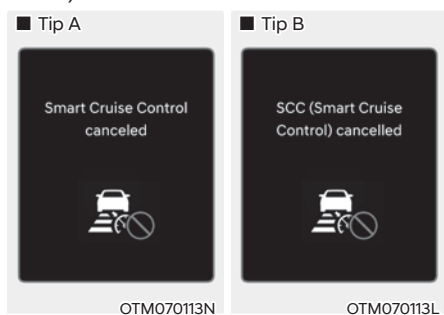 ■ Tip A
Smart Cruise Control
canceled
OTM070113N
■ Tip B
SCC (Smart Cruise
Control) cancelled
OTM070113L